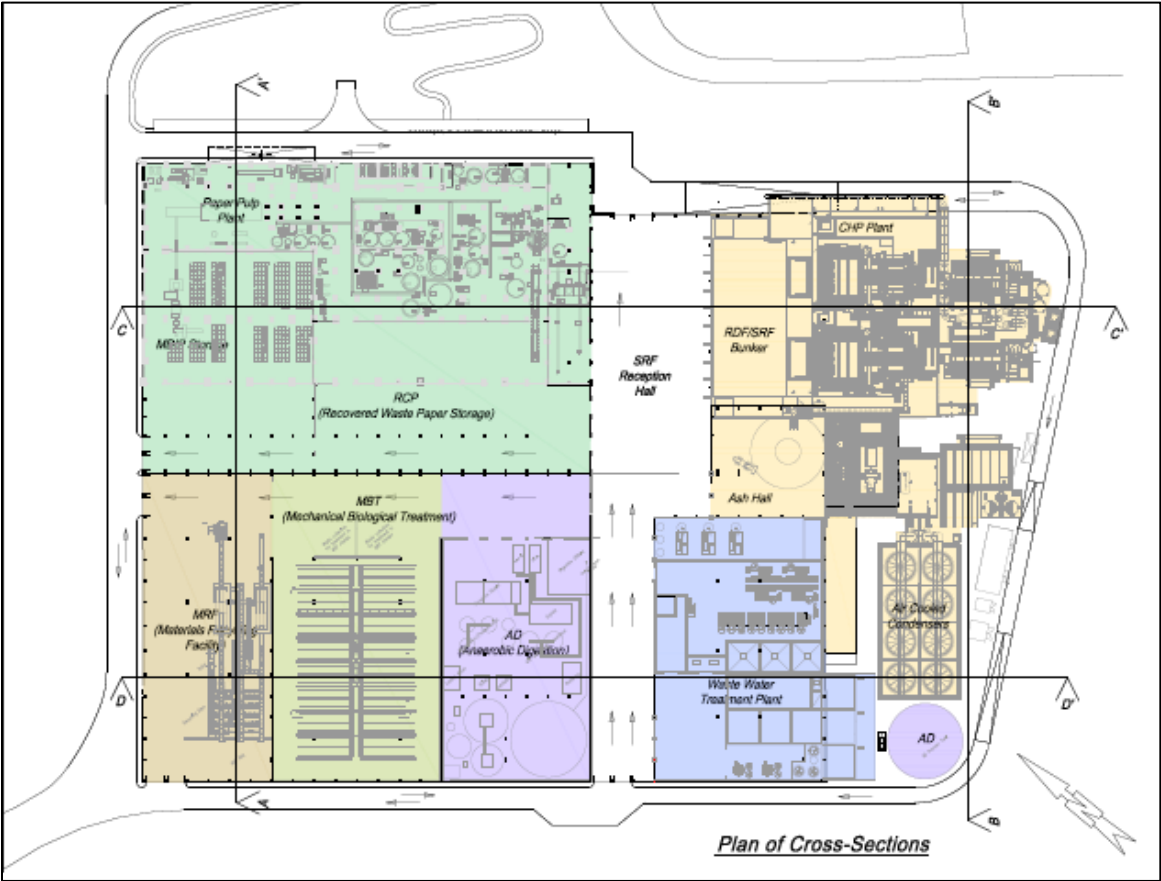 A'
B'
Paper Pulp
Plant
CHP Plant
C
C'
RDF/SRF
Bunker
SRF
Reception
Hall
RCP
(Recovered Waste Paper Storage)
Ash Hall
MBT
(Mechanical Biological Treatment)
MRF
(Materials
Facility)
AD
(Anaerobic Digestion)
Air Cooled
Condensers
D
D'
Waste Water
Treatment Plant
AD
A
B
N
Plan of Cross-Sections